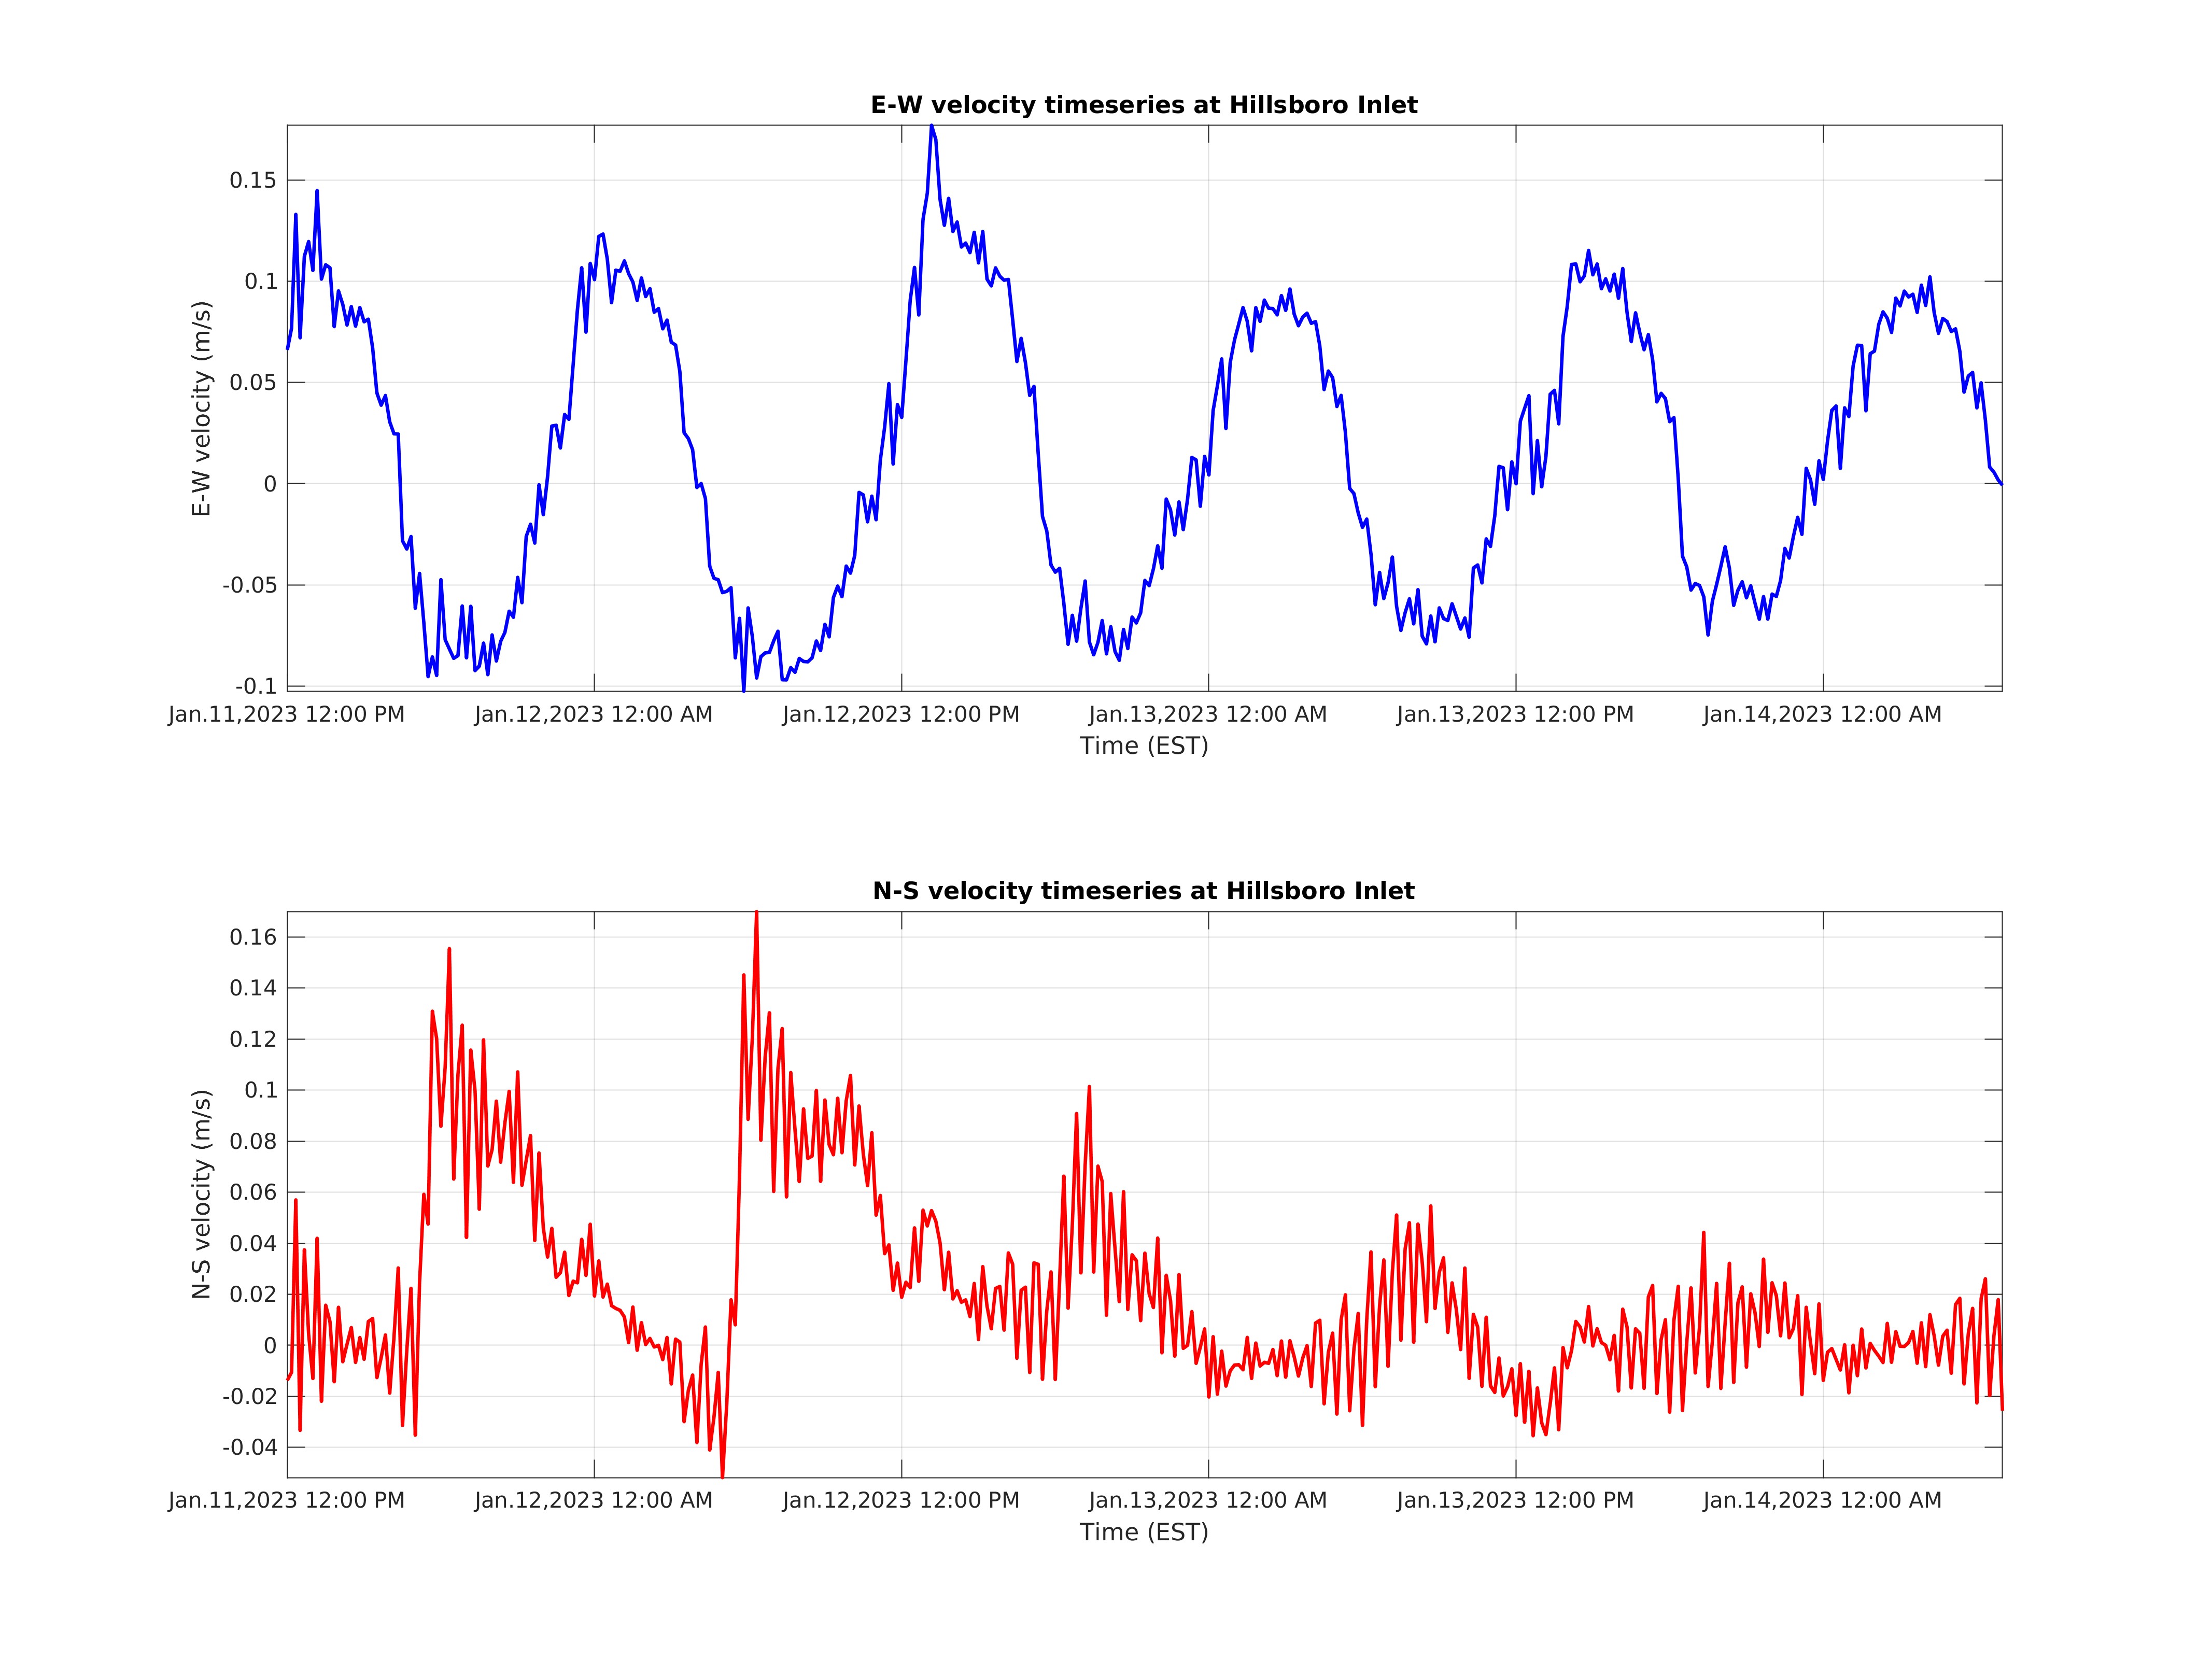 E-W velocity timeseries at Hillsboro Inlet
E-W velocity (m/s)
0.15
0.1
0.05
0
-0.05
-0.1
Jan.11,2023 12:00 PM Jan.12,2023 12:00 AM Jan.12,2023 12:00 PM Jan.13,2023 12:00 AM Jan.13,2023 12:00 PM Jan.14,2023 12:00 AM
Time (EST)
N-S velocity timeseries at Hillsboro Inlet
N-S velocity (m/s)
0.16
0.14
0.12
0.1
0.08
0.06
0.04
0.02
0
-0.02
-0.04
Jan.11,2023 12:00 PM Jan.12,2023 12:00 AM Jan.12,2023 12:00 PM Jan.13,2023 12:00 AM Jan.13,2023 12:00 PM Jan.14,2023 12:00 AM
Time (EST)